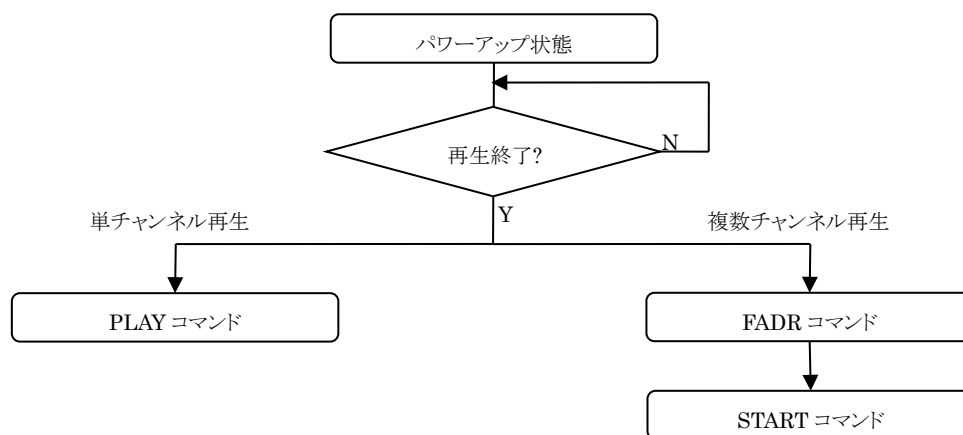 パワーアップ状態
再生終了?
N
Y
単チャンネル再生
複数チャンネル再生
PLAY コマンド
FADR コマンド
START コマンド